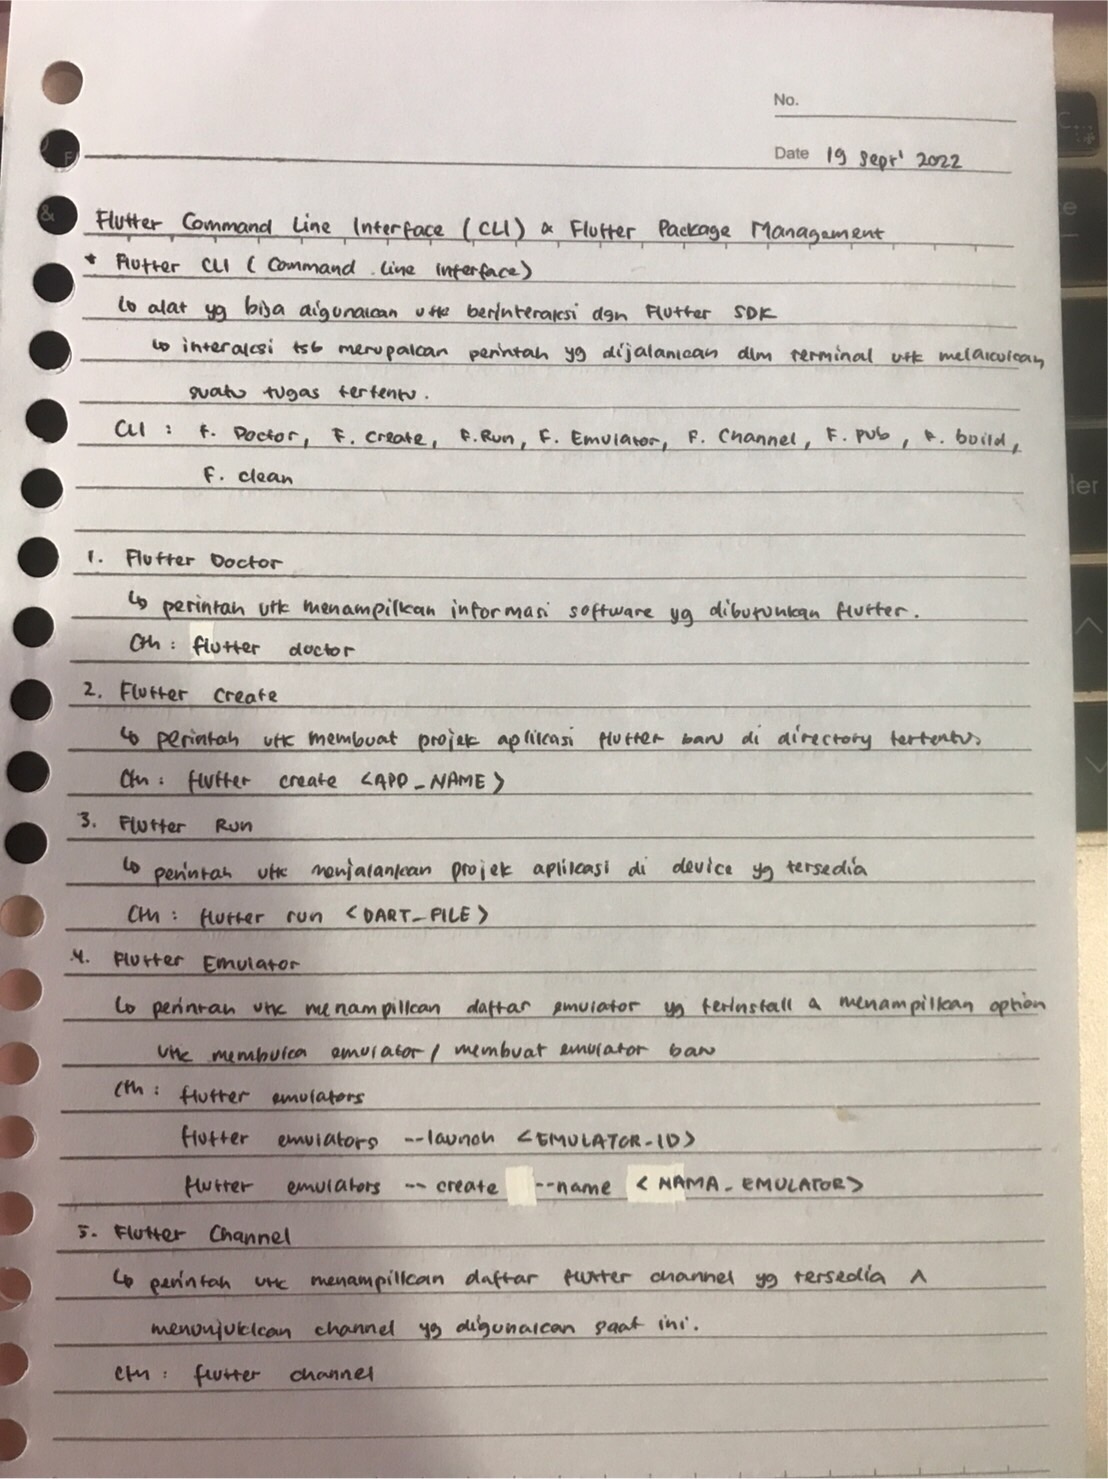 No.
Date 19 Sept' 2022
Flutter Command Line Interface (CLI) & Flutter Package Management
* Flutter CLI (Command Line Interface)
↳ alat yg bisa digunakan utk berinteraksi dgn Flutter SDK
↳ interaksi tsb merupakan perintah yg dijalankan dlm terminal utk melakukan
suatu tugas tertentu.
CLI : F. Doctor, F. Create, F. Run, F. Emulator, F. Channel, F. pub, F. build,
F. clean
1. Flutter Doctor
↳ perintah utk menampilkan informasi software yg dibutuhkan flutter.
Cth : flutter doctor
2. Flutter Create
↳ perintah utk membuat projek aplikasi flutter baru di directory tertentu.
Cth : flutter create <APP_NAME>
3. Flutter Run
↳ perintah utk menjalankan projek aplikasi di device yg tersedia
Cth : flutter run <DART_FILE>
4. Flutter Emulator
↳ perintah utk menampilkan daftar emulator yg terinstall & menampilkan option
utk membuka emulator / membuat emulator baru
Cth : flutter emulators
flutter emulators --launch <EMULATOR_ID>
flutter emulators --create --name <NAMA_EMULATOR>
5. Flutter Channel
↳ perintah utk menampilkan daftar flutter channel yg tersedia &
menunjukkan channel yg digunakan saat ini.
Cth : flutter channel